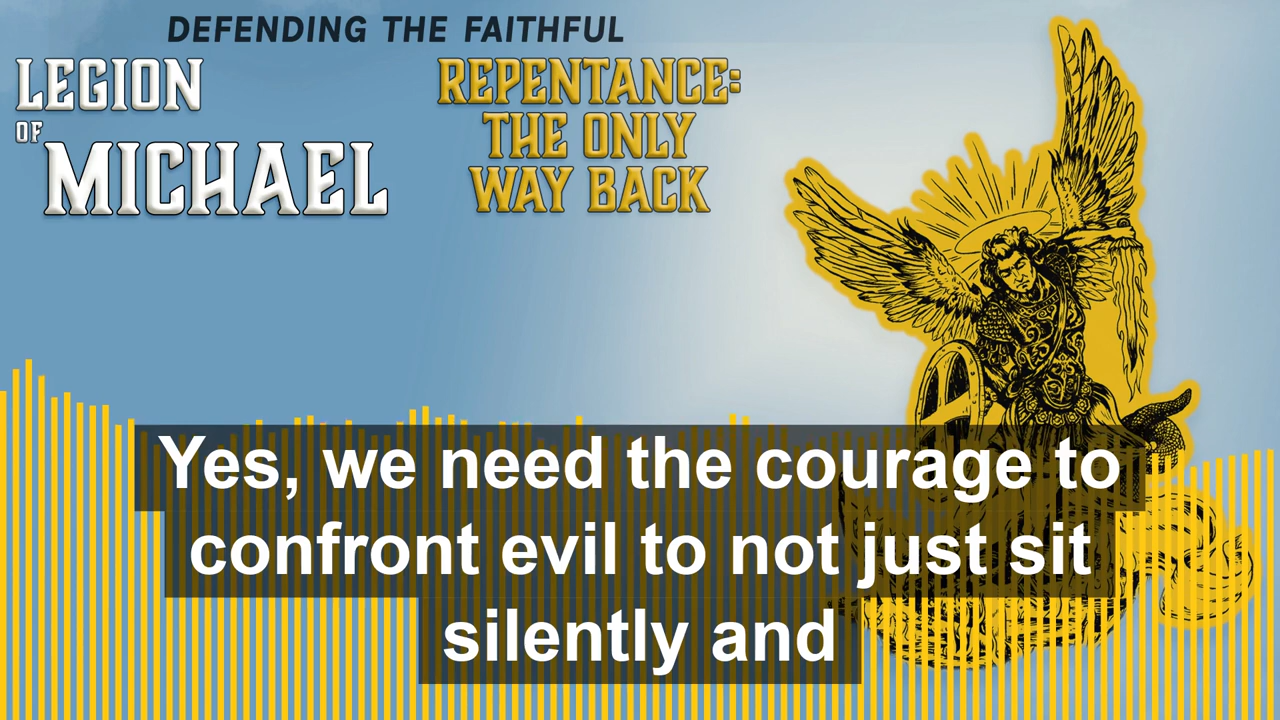 DEFENDING THE FAITHFUL
LEGION
OF
MICHAEL
REPENTANCE:
THE ONLY
WAY BACK
Yes, we need the courage to
confront evil to not just sit
silently and